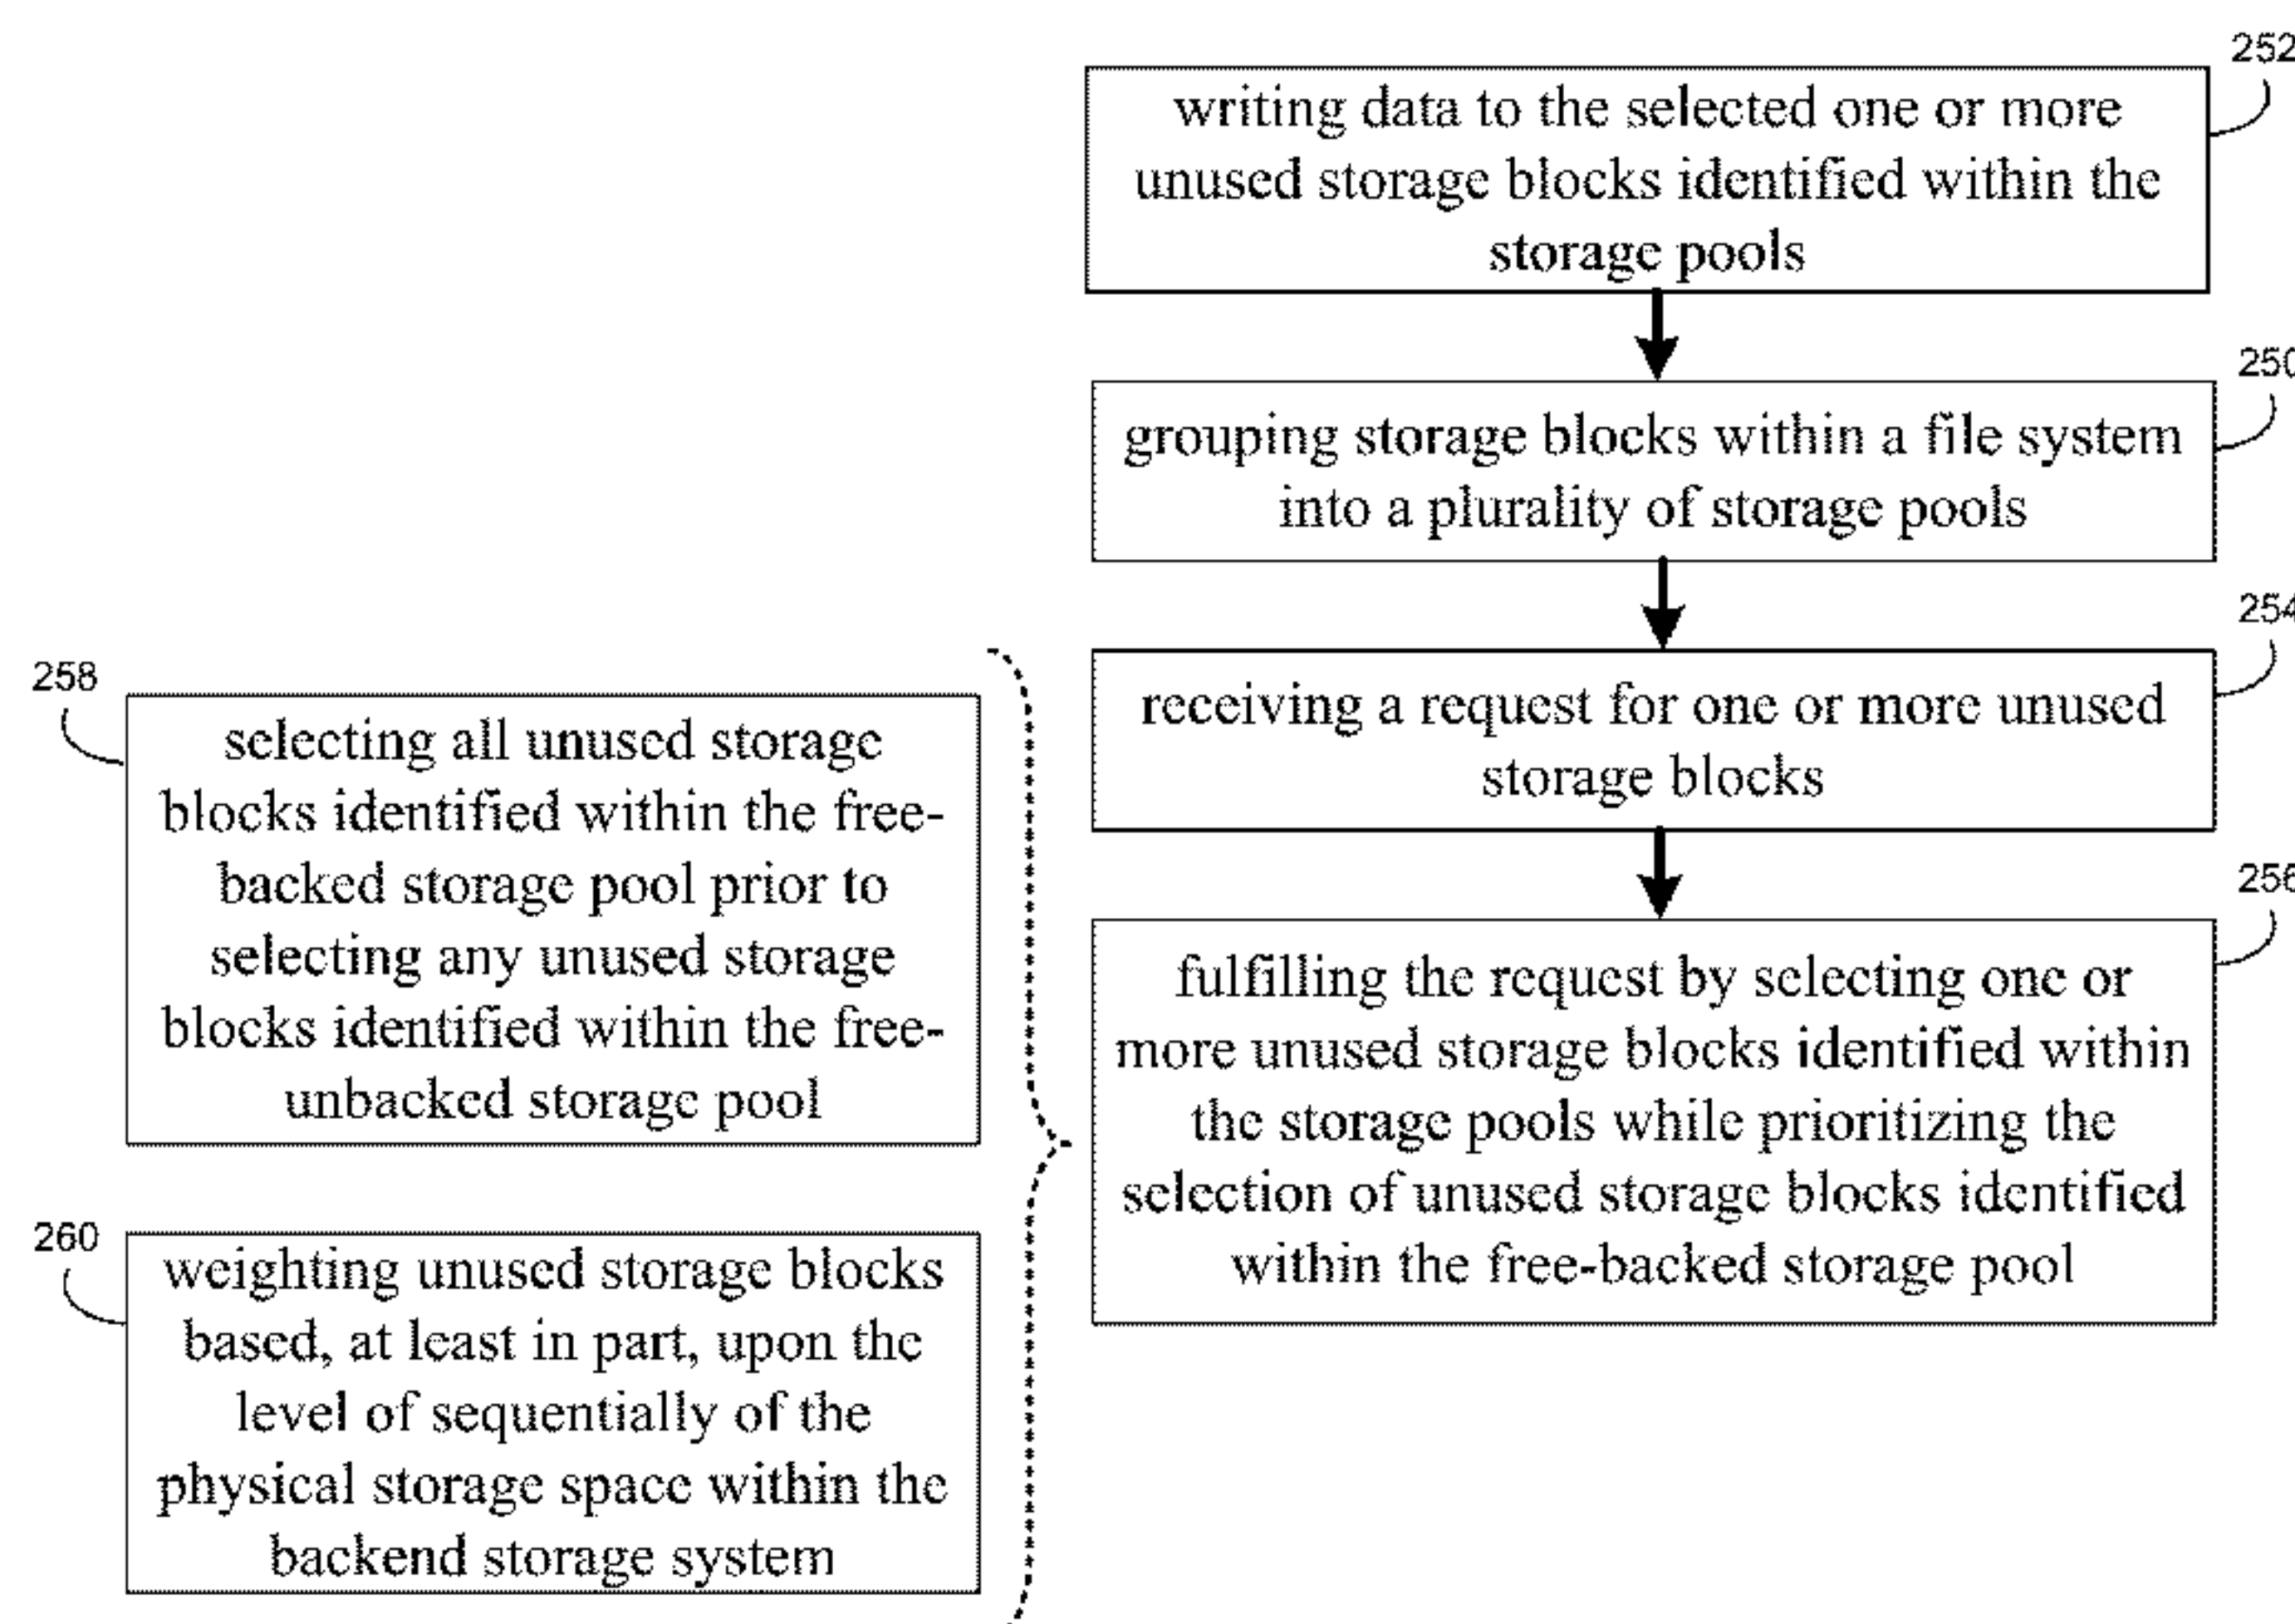 252
writing data to the selected one or more
unused storage blocks identified within the
storage pools
250
grouping storage blocks within a file system
into a plurality of storage pools
254
receiving a request for one or more unused
storage blocks
256
fulfilling the request by selecting one or
more unused storage blocks identified within
the storage pools while prioritizing the
selection of unused storage blocks identified
within the free-backed storage pool
258
selecting all unused storage
blocks identified within the free-
backed storage pool prior to
selecting any unused storage
blocks identified within the free-
unbacked storage pool
260
weighting unused storage blocks
based, at least in part, upon the
level of sequentially of the
physical storage space within the
backend storage system